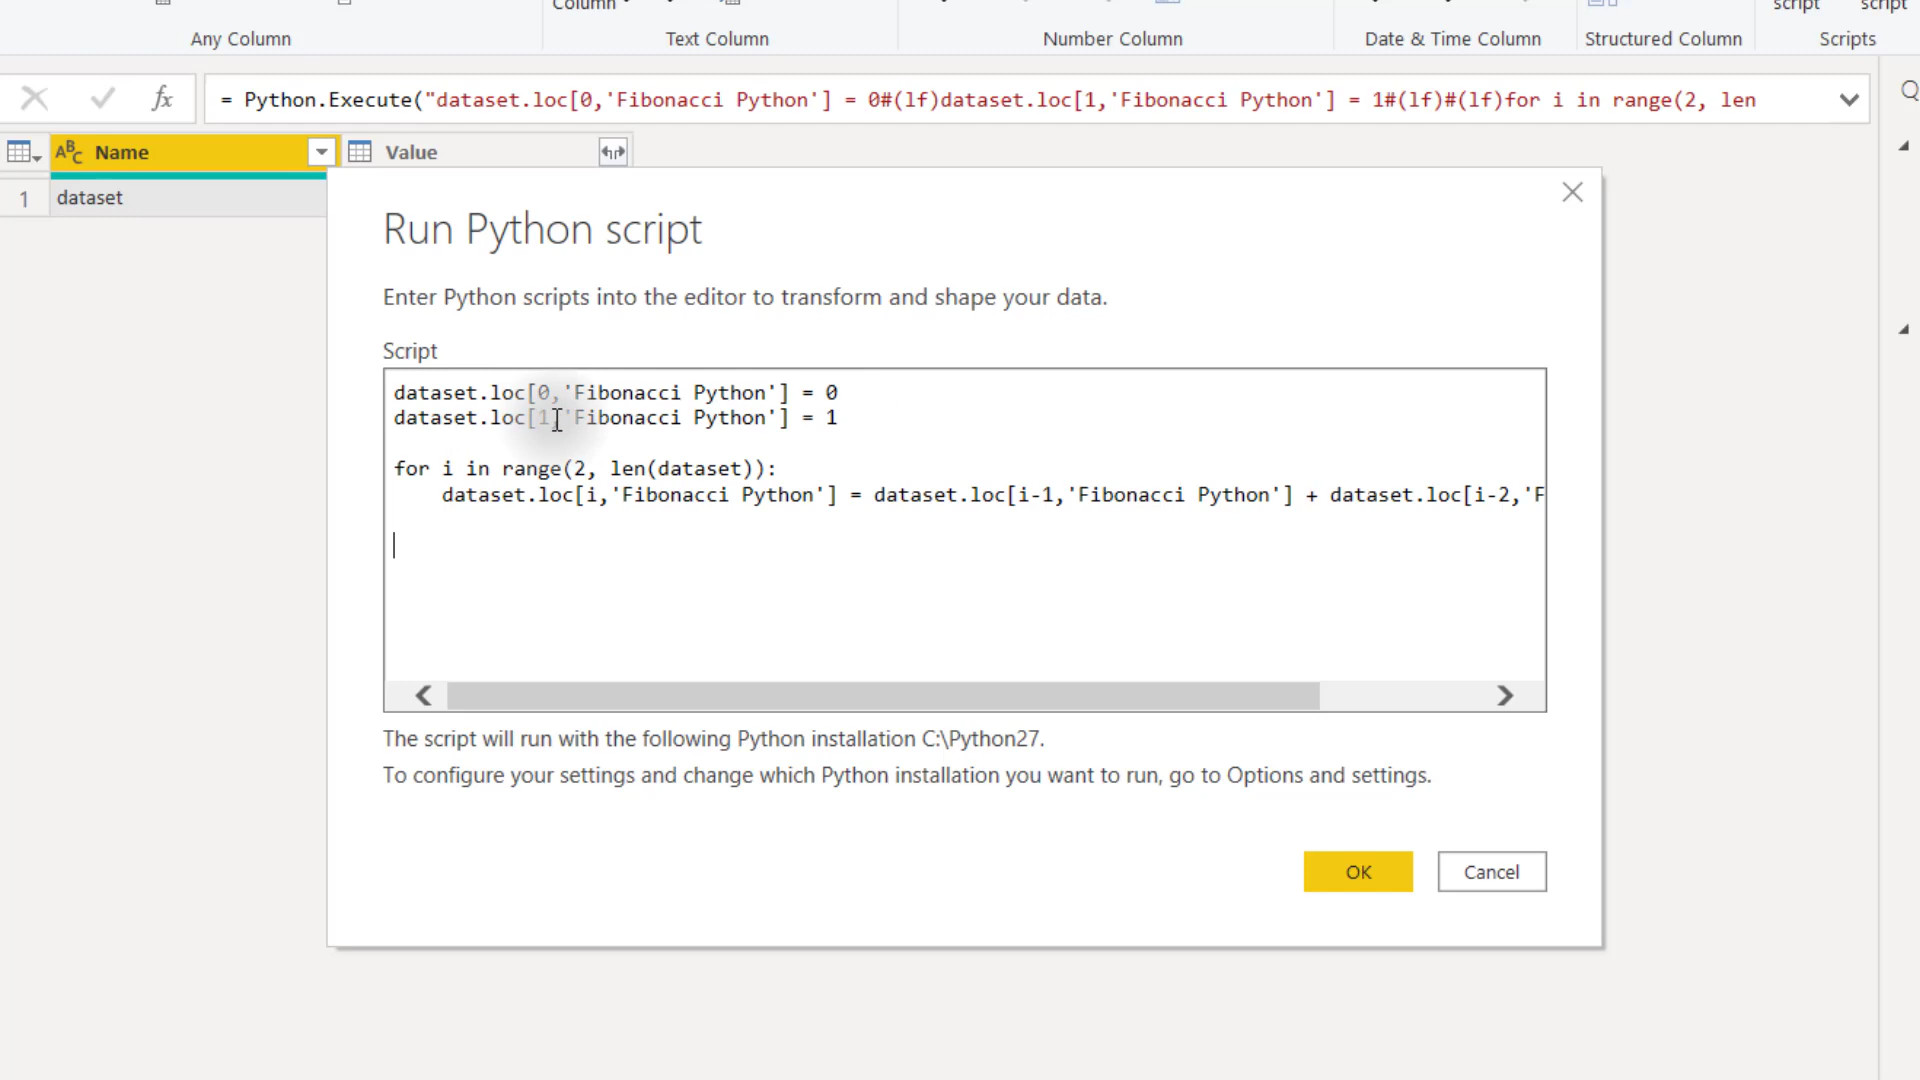 Column
script script
Any Column Text Column Number Column Date & Time Column Structured Column Scripts
fx = Python.Execute("dataset.loc[0,'Fibonacci Python'] = 0#(lf)dataset.loc[1,'Fibonacci Python'] = 1#(lf)#(lf)for i in range(2, len
ABC Name Value
1 dataset
Run Python script
Enter Python scripts into the editor to transform and shape your data.
Script
dataset.loc[0,'Fibonacci Python'] = 0
dataset.loc[1,'Fibonacci Python'] = 1
for i in range(2, len(dataset)):
dataset.loc[i,'Fibonacci Python'] = dataset.loc[i-1,'Fibonacci Python'] + dataset.loc[i-2,'F
The script will run with the following Python installation C:\Python27.
To configure your settings and change which Python installation you want to run, go to Options and settings.
OK Cancel